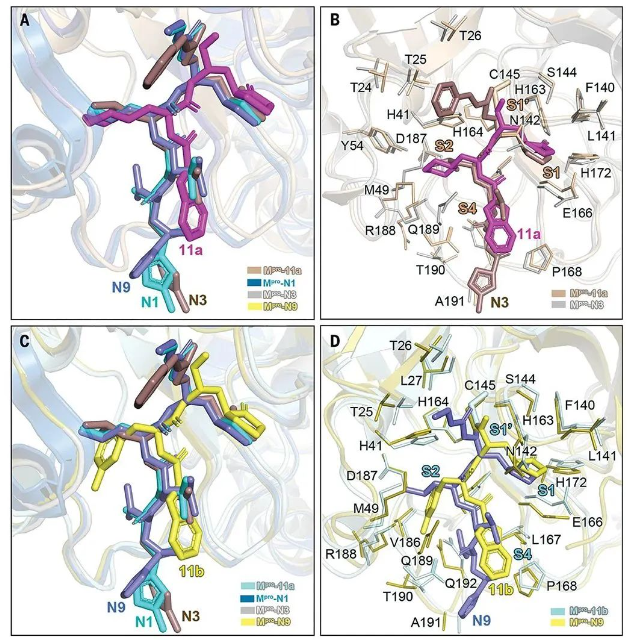 A
11a
N9
N1
N3
Mpro-11a
Mpro-N1
Mpro-N3
Mpro-N9
B
T26
T25
T24
C145
S144
S1'
H163
F140
H41
N142
H164
L141
Y54
D187
S2
S1
H172
M49
E166
S4
R188
Q189
11a
T190
P168
A191
N3
Mpro-11a
Mpro-N3
C
11b
N9
N1
N3
Mpro-11a
Mpro-N1
Mpro-N3
Mpro-N9
D
T26
L27
C145
S144
T25
H164
H163
F140
S1'
H41
N142
L141
D187
S2
H172
S1
M49
E166
V186
L167
R188
Q189
S4
Q192
T190
11b
P168
A191
N9
Mpro-11b
Mpro-N9